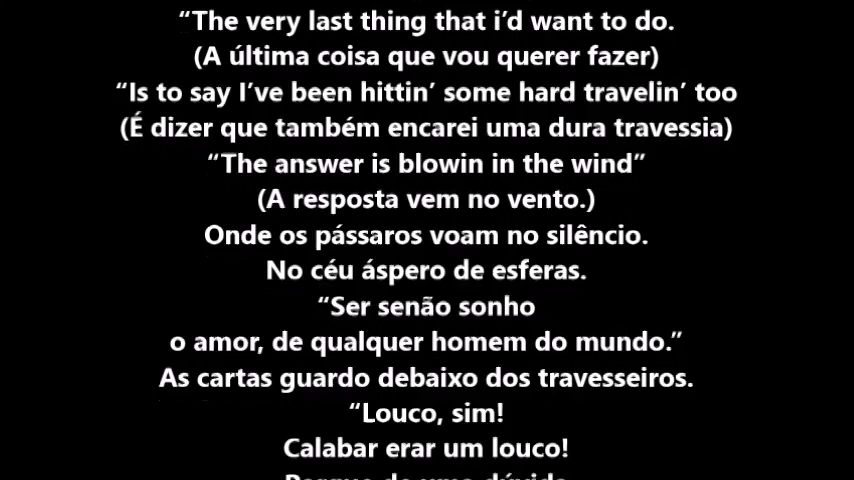 “The very last thing that i’d want to do.
(A última coisa que vou querer fazer)
“Is to say I’ve been hittin’ some hard travelin’ too
(É dizer que também encarei uma dura travessia)
“The answer is blowin in the wind”
(A resposta vem no vento.)
Onde os pássaros voam no silêncio.
No céu áspero de esferas.
“Ser senão sonho
o amor, de qualquer homem do mundo.”
As cartas guardo debaixo dos travesseiros.
“Louco, sim!
Calabar erar um louco!